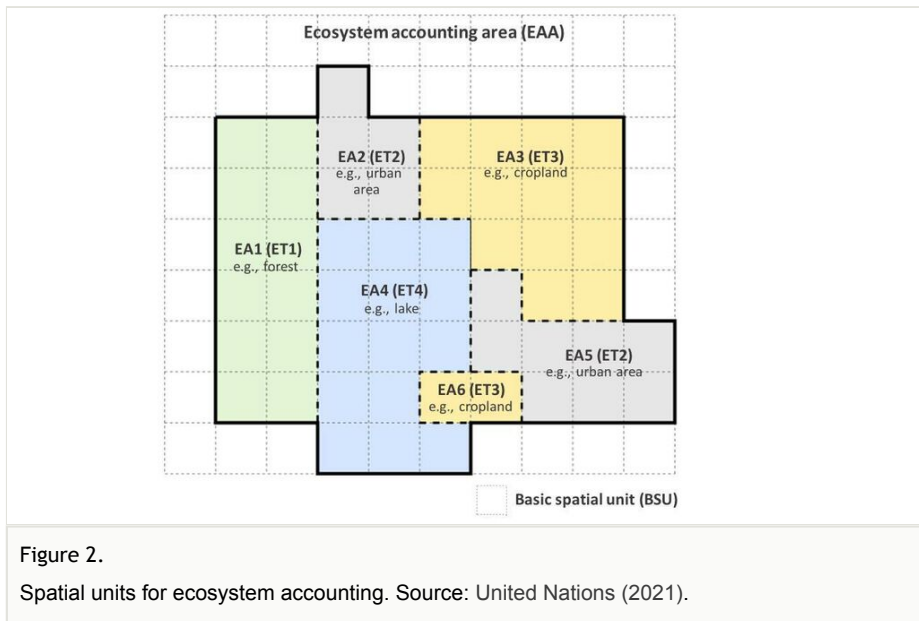 Ecosystem accounting area (EAA)
EA2 (ET2)
e.g., urban
area
EA3 (ET3)
e.g., cropland
EA1 (ET1)
e.g., forest
EA4 (ET4)
e.g., lake
EA5 (ET2)
e.g., urban area
EA6 (ET3)
e.g., cropland
Basic spatial unit (BSU)
Figure 2.
Spatial units for ecosystem accounting. Source: United Nations (2021).